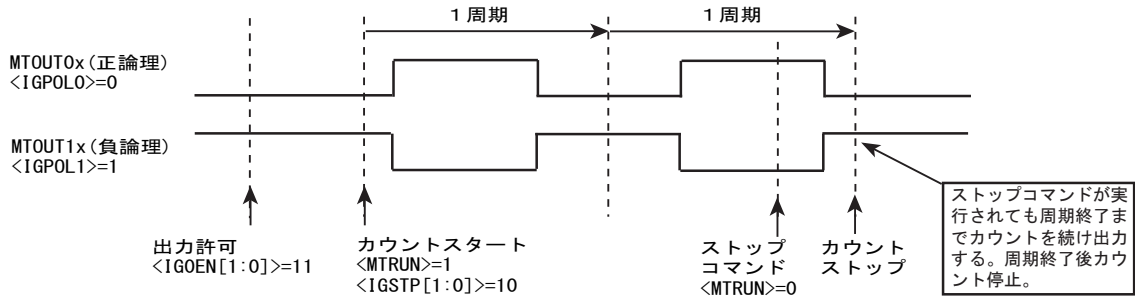 1周期
1周期
MTOUT0x(正論理)
<IGPOL0>=0
MTOUT1x(負論理)
<IGPOL1>=1
出力許可
<IGOEN[1:0]>=11
カウントスタート
<MTRUN>=1
<IGSTP[1:0]>=10
ストップ
コマンド
<MTRUN>=0
カウント
ストップ
ストップコマンドが実
行されても周期終了ま
でカウントを続け出力
する。周期終了後カウ
ント停止。